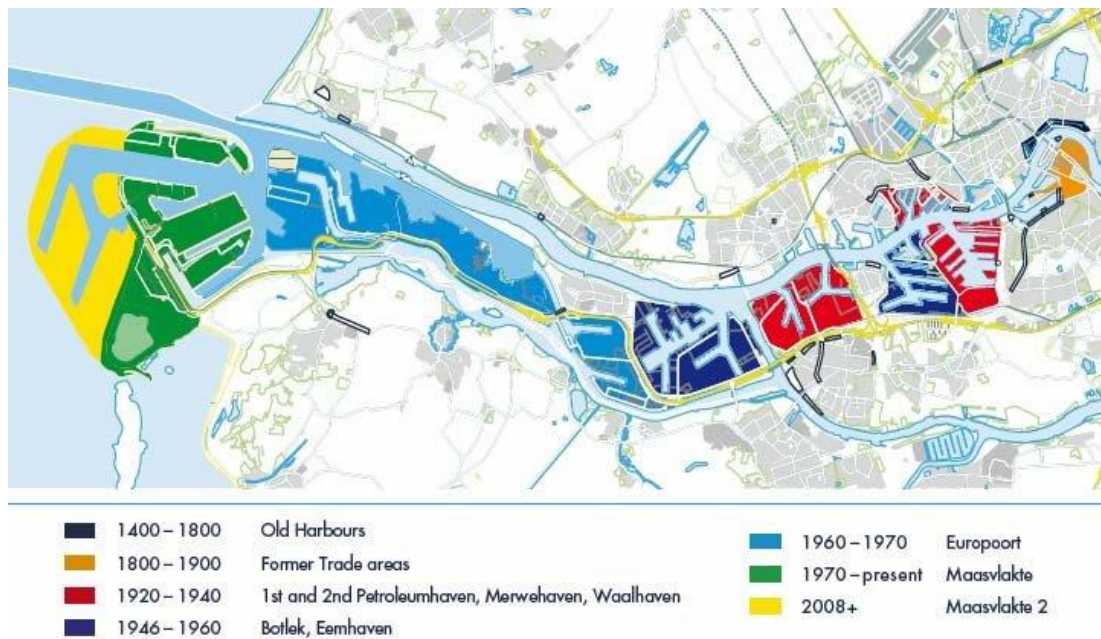 1400 – 1800 Old Harbours
1800 – 1900 Former Trade areas
1920 – 1940 1st and 2nd Petroleumhaven, Merwehaven, Waalhaven
1946 – 1960 Botlek, Eemhaven
1960 – 1970 Europoort
1970 – present Maasvlakte
2008+ Maasvlakte 2